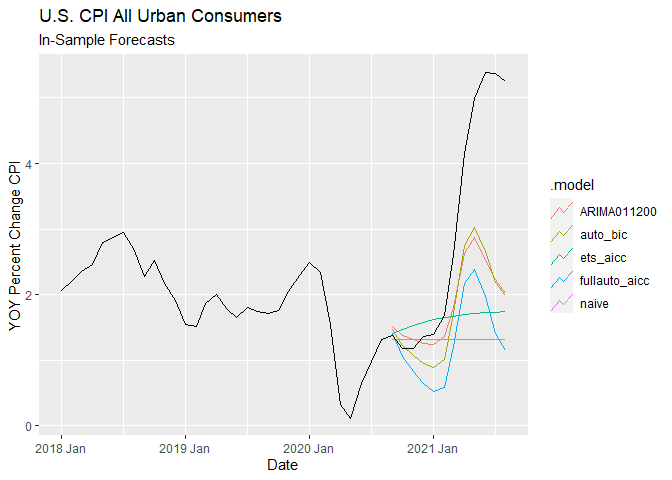 U.S. CPI All Urban Consumers
In-Sample Forecasts
YOY Percent Change CPI
4
2
0
2018 Jan
2019 Jan
2020 Jan
2021 Jan
Date
.model
ARIMA011200
auto_bic
ets_aicc
fullauto_aicc
naive